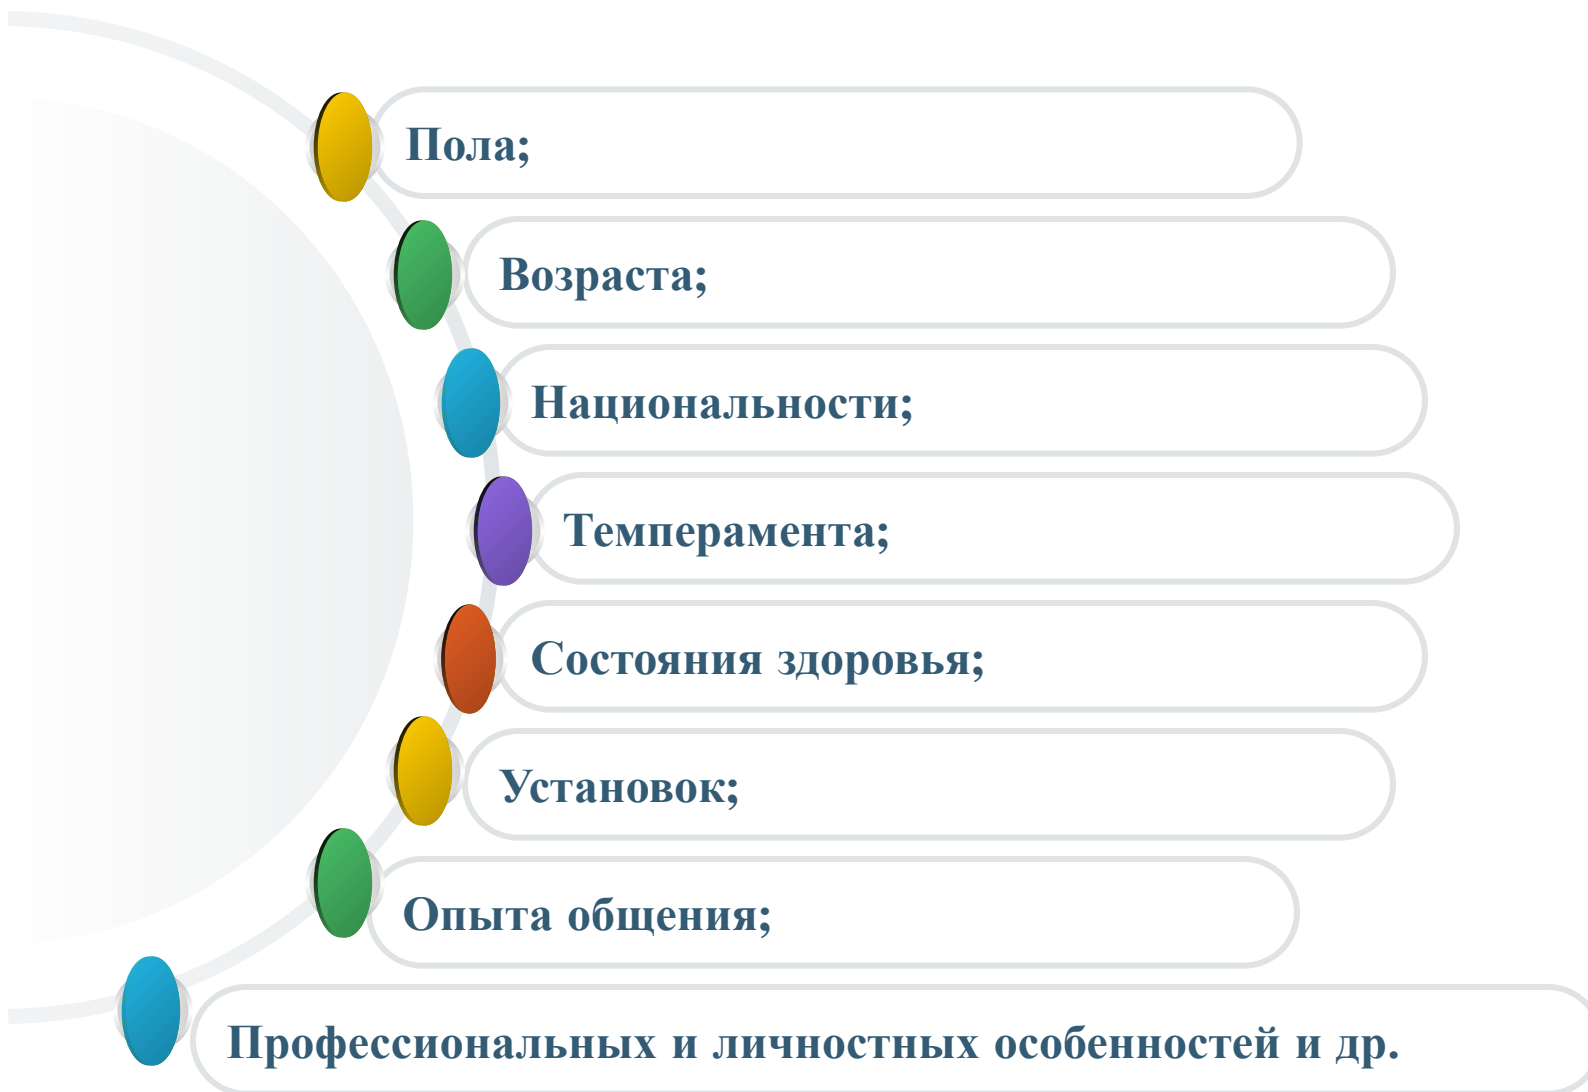 Пола;
Возраста;
Национальности;
Темперамента;
Состояния здоровья;
Установок;
Опыта общения;
Профессиональных и личностных особенностей и др.